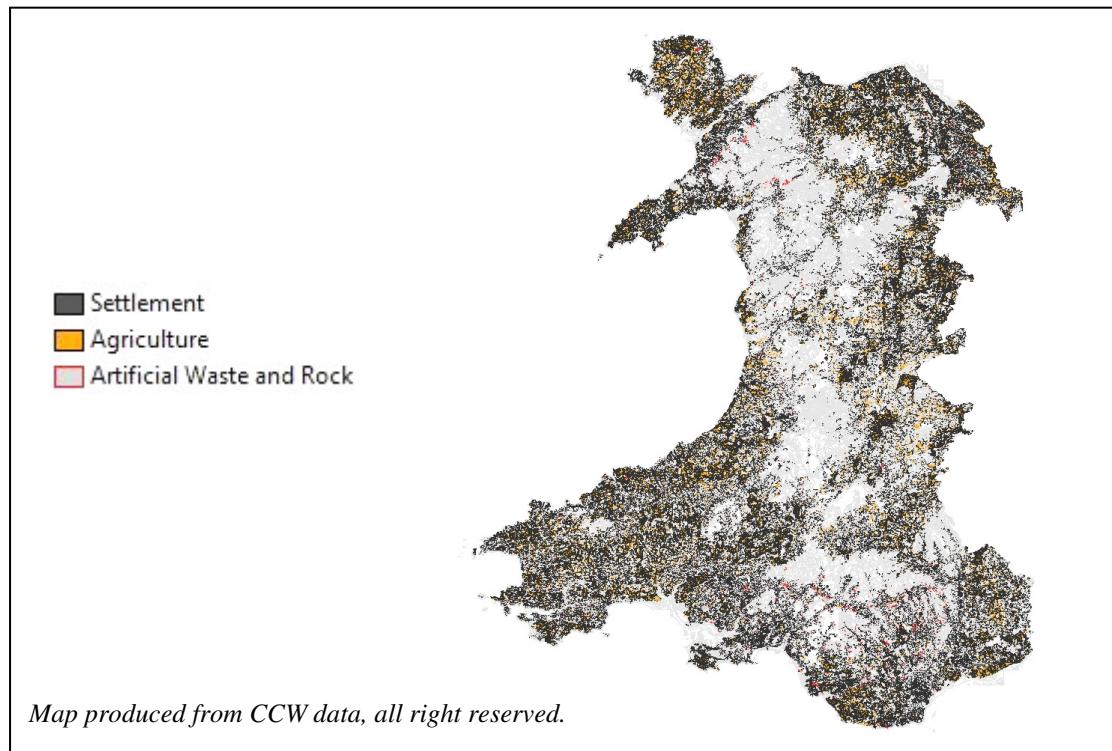 Settlement
Agriculture
Artificial Waste and Rock
Map produced from CCW data, all right reserved.